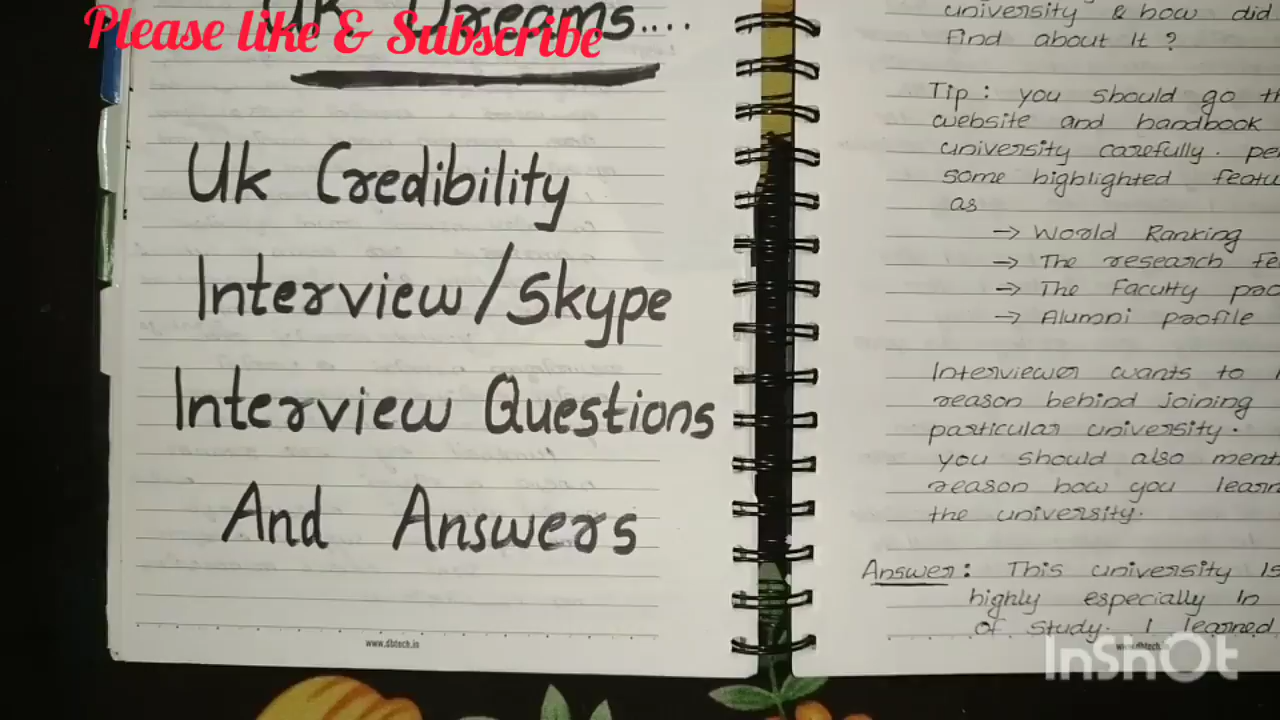 Please like & Subscribe
UK Dreams....
Uk Credibility
Interview/Skype
Interview Questions
And Answers
www.dbtech.in
university & how did
Find about It ?
Tip : you should go
website and handbook
university carefully.
some highlighted
as
→ World Ranking
→ The research
→ The Faculty
→ Alumni profile
Interviewer wants to
reason behind joining
particular university.
you should also
reason how you
the university.
Answer : This university Is
highly especially In
of study. I learned
InShOt